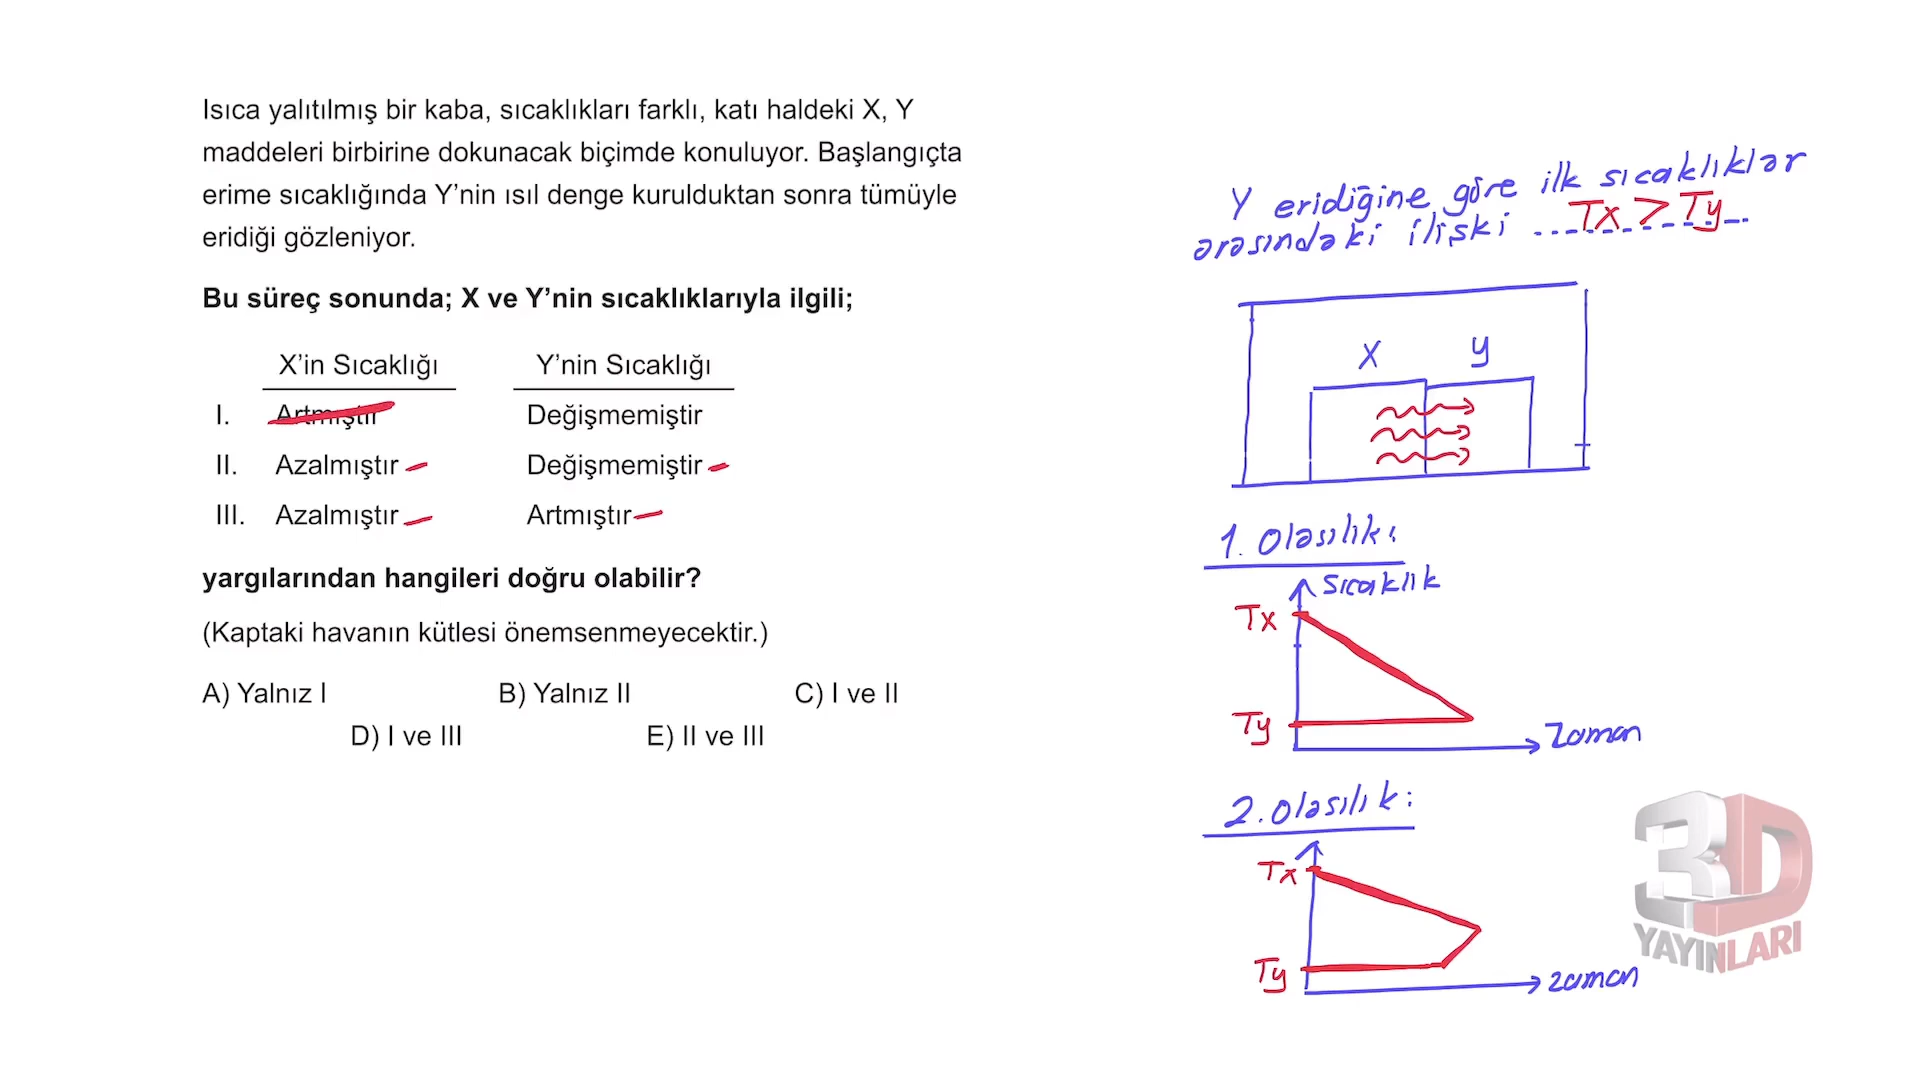 Isıca yalıtılmış bir kaba, sıcaklıkları farklı, katı haldeki X, Y
maddeleri birbirine dokunacak biçimde konuluyor. Başlangıçta
erime sıcaklığında Y’nin ısıl denge kurulduktan sonra tümüyle
eridiği gözleniyor.
Bu süreç sonunda; X ve Y’nin sıcaklıklarıyla ilgili;
X’in Sıcaklığı Y’nin Sıcaklığı
I. Artmıştır Değişmemiştir
II. Azalmıştır Değişmemiştir
III. Azalmıştır Artmıştır
yargılarından hangileri doğru olabilir?
(Kaptaki havanın kütlesi önemsenmeyecektir.)
A) Yalnız I B) Yalnız II C) I ve II
D) I ve III E) II ve III
Y eridiğine göre ilk sıcaklıklar
arasındaki ilişki ... Tx > Ty ...
X y
1. Olasılık:
Sıcaklık
Tx
Ty
Zaman
2. Olasılık:
Tx
Ty
zaman
3D
YAYINLARI